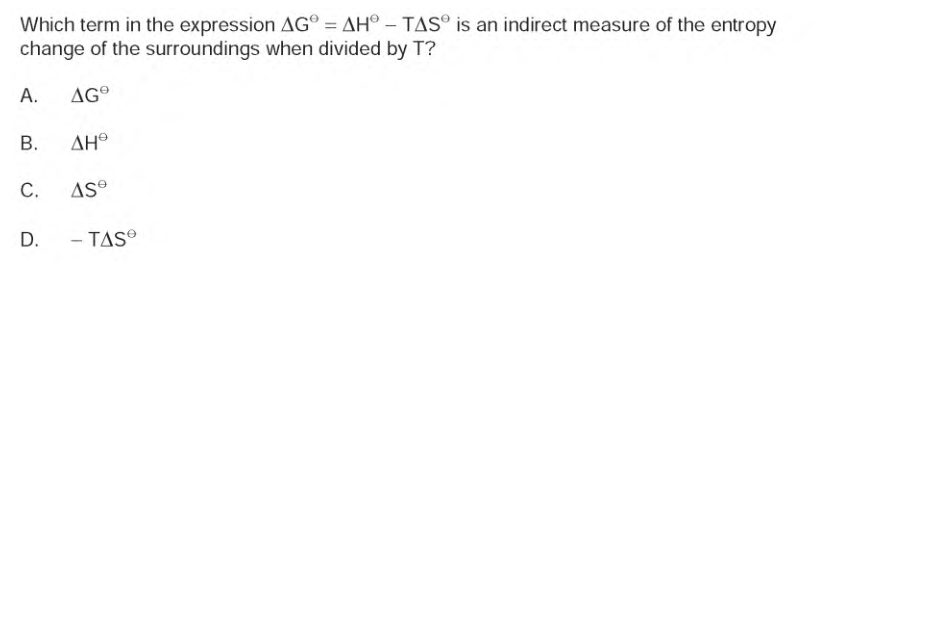 Which term in the expression ΔG⊖ = ΔH⊖ – TΔS⊖ is an indirect measure of the entropy
change of the surroundings when divided by T?
A. ΔG⊖
B. ΔH⊖
C. ΔS⊖
D. – TΔS⊖